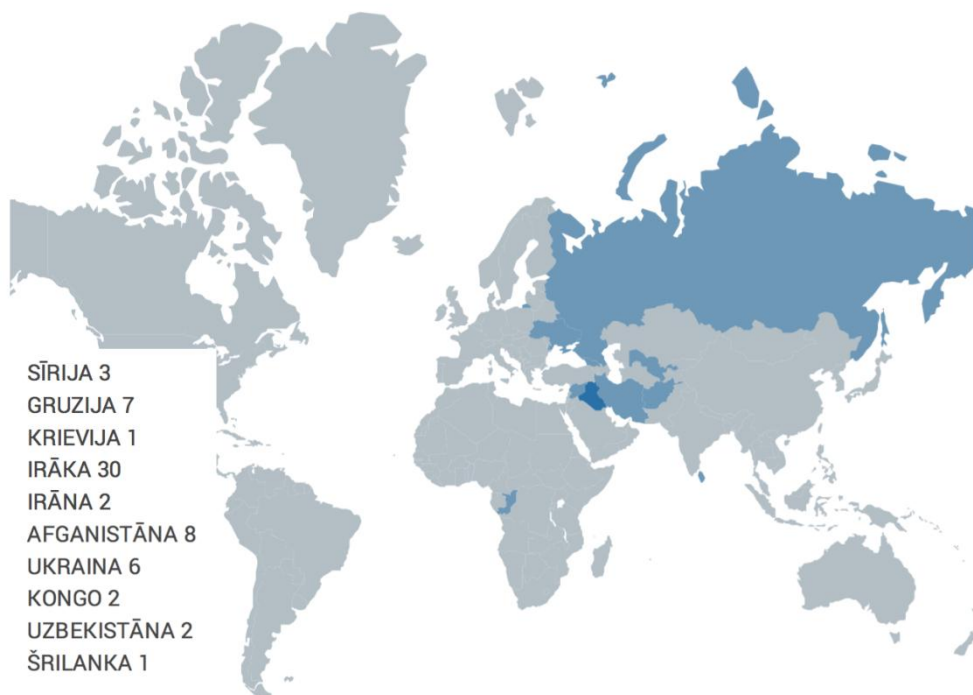 SĪRIJA 3
GRUZIJA 7
KRIEVIJA 1
IRĀKA 30
IRĀNA 2
AFGANISTĀNA 8
UKRAINA 6
KONGO 2
UZBEKISTĀNA 2
ŠRILANKA 1